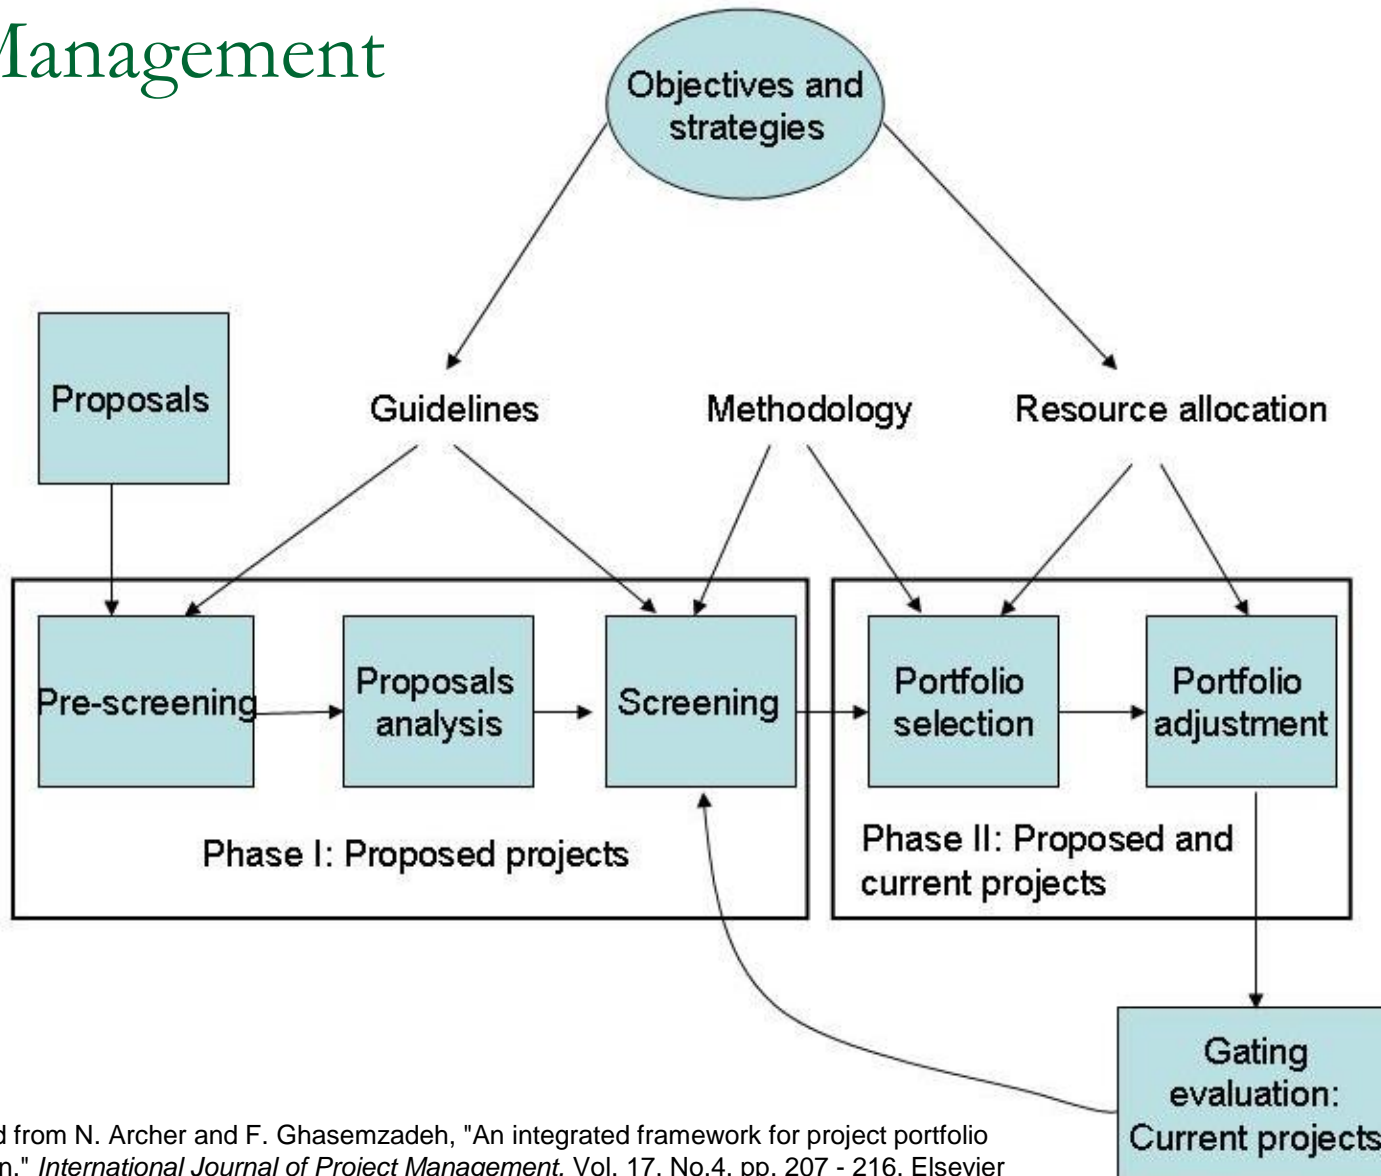 Management
Objectives and
strategies
Proposals
Guidelines
Methodology
Resource allocation
Pre-screening
Proposals
analysis
Screening
Portfolio
selection
Portfolio
adjustment
Phase I: Proposed projects
Phase II: Proposed and
current projects
Gating
evaluation:
Current projects
from N. Archer and F. Ghasemzadeh, "An integrated framework for project portfolio
" International Journal of Project Management, Vol. 17, No.4, pp. 207 - 216. Elsevier